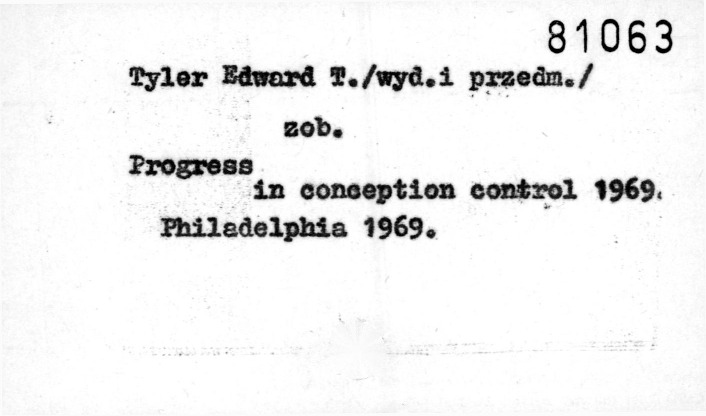 81063
Tyler Edward T./wyd.i przedm./
zob.
Progress
in conception control 1969.
Philadelphia 1969.